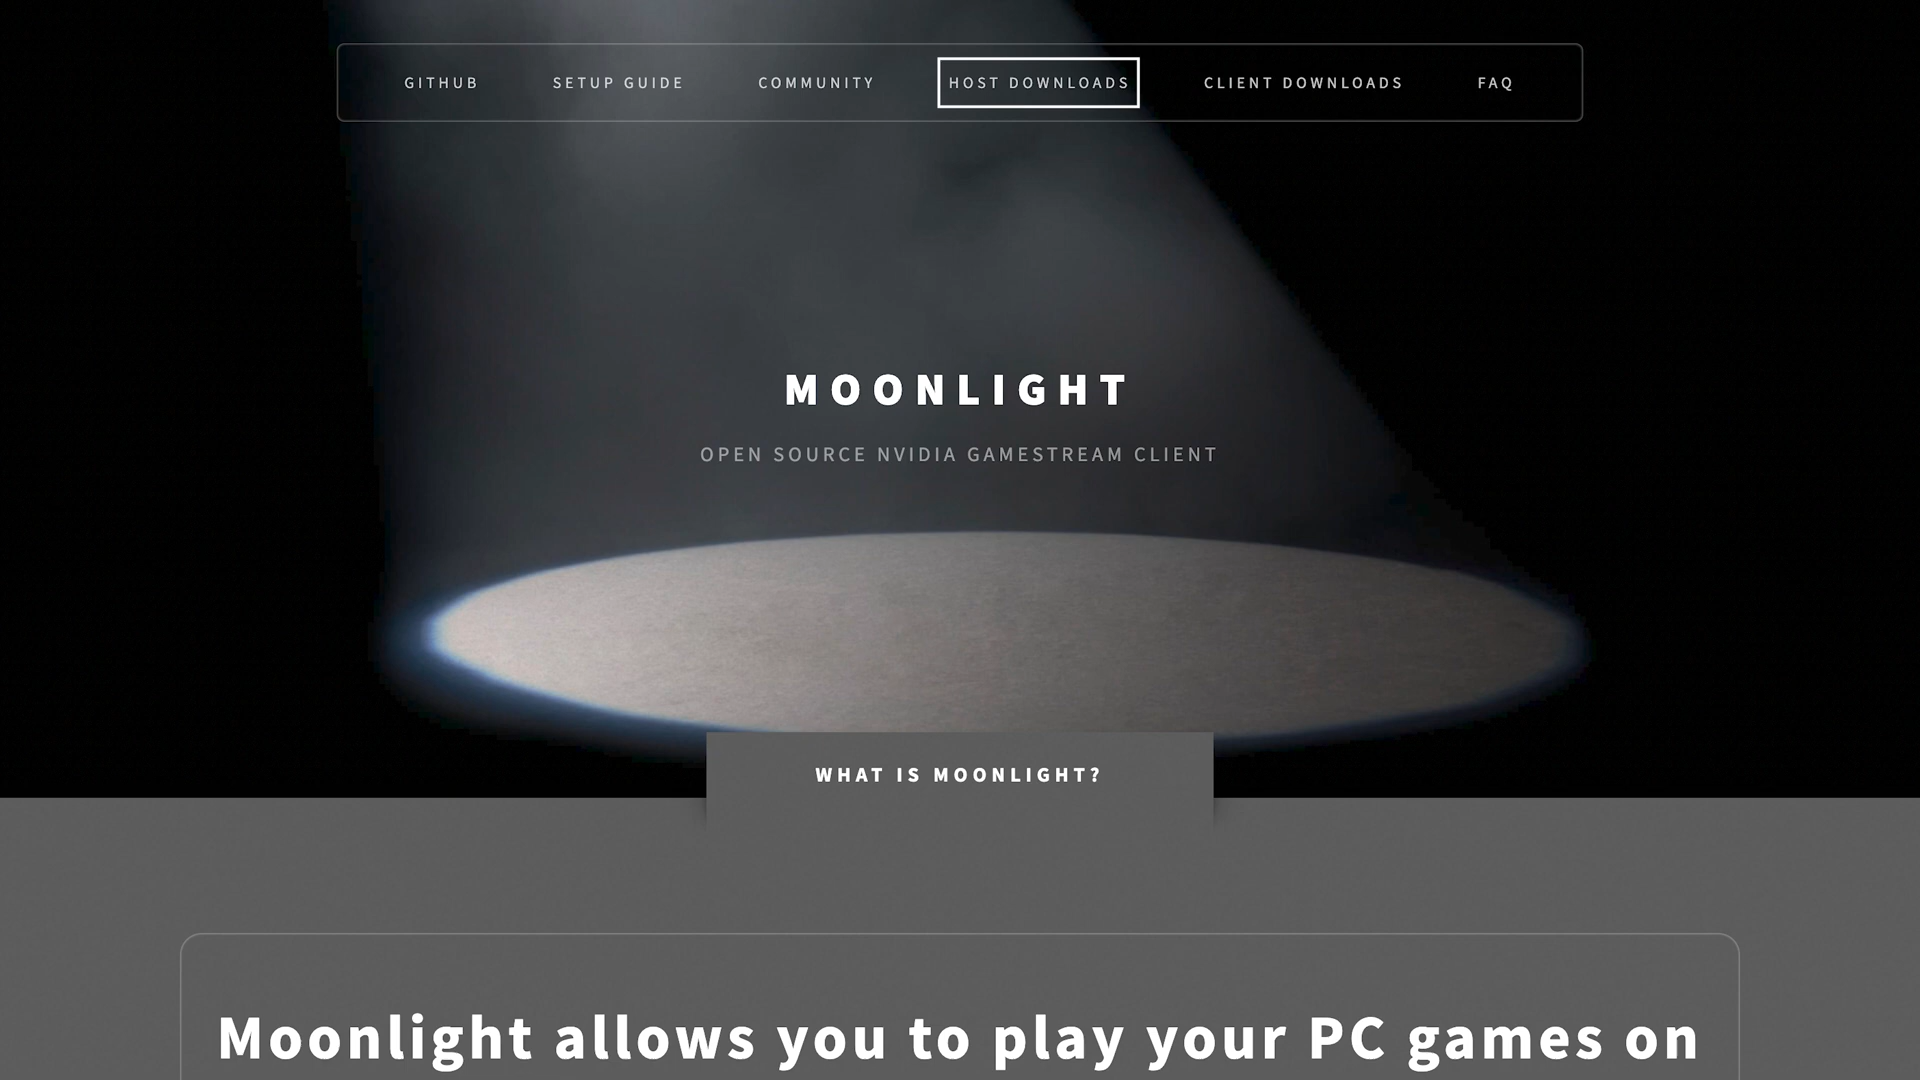 GITHUB SETUP GUIDE COMMUNITY HOST DOWNLOADS CLIENT DOWNLOADS FAQ
MOONLIGHT
OPEN SOURCE NVIDIA GAMESTREAM CLIENT
WHAT IS MOONLIGHT?
Moonlight allows you to play your PC games on